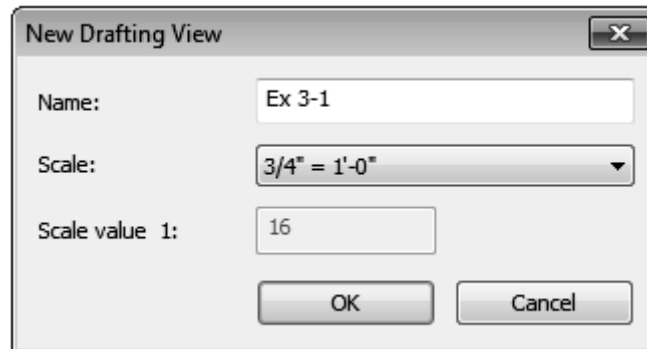 New Drafting View
Name: Ex 3-1
Scale: 3/4" = 1'-0"
Scale value 1: 16
OK Cancel